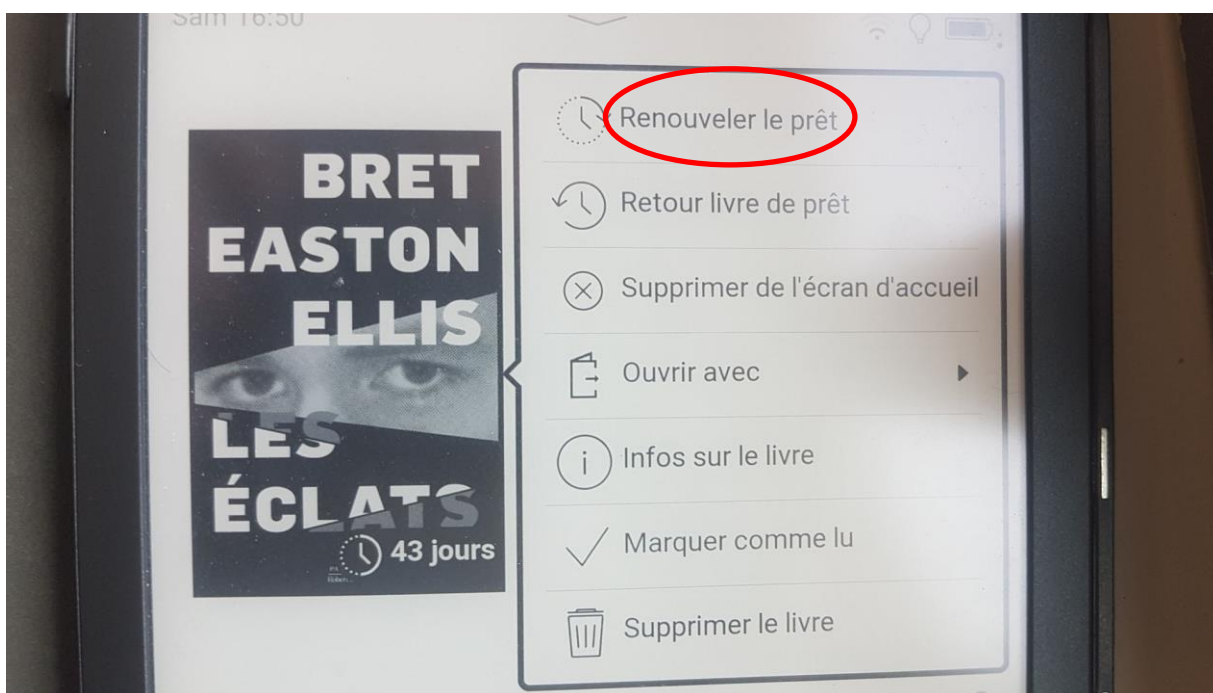 Sam 16:50
BRET
EASTON
ELLIS
LES
ÉCLATS
43 jours
Renouveler le prêt
Retour livre de prêt
Supprimer de l'écran d'accueil
Ouvrir avec
Infos sur le livre
Marquer comme lu
Supprimer le livre